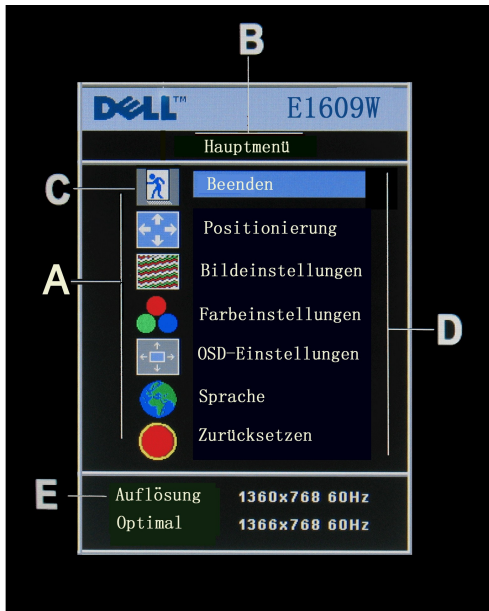 B
DELL™ E1609W
Hauptmenü
C
Beenden
Positionierung
A
Bildeinstellungen
Farbeinstellungen
D
OSD-Einstellungen
Sprache
Zurücksetzen
E
Auflösung 1360x768 60Hz
Optimal 1366x768 60Hz